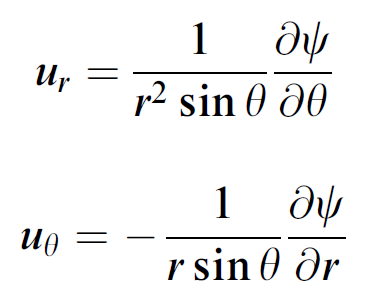 u_r = \frac{1}{r^2 \sin \theta} \frac{\partial \psi}{\partial \theta}
u_\theta = -\frac{1}{r \sin \theta} \frac{\partial \psi}{\partial r}